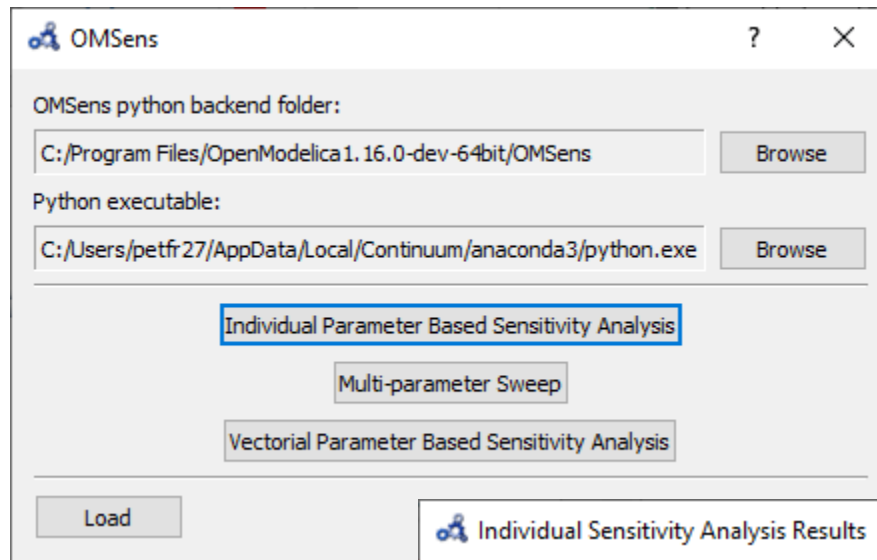 OMSens
?
OMSens python backend folder:
C:/Program Files/OpenModelica1.16.0-dev-64bit/OMSens
Browse
Python executable:
C:/Users/petfr27/AppData/Local/Continuum/anaconda3/python.exe
Browse
Individual Parameter Based Sensitivity Analysis
Multi-parameter Sweep
Vectorial Parameter Based Sensitivity Analysis
Load
Individual Sensitivity Analysis Results